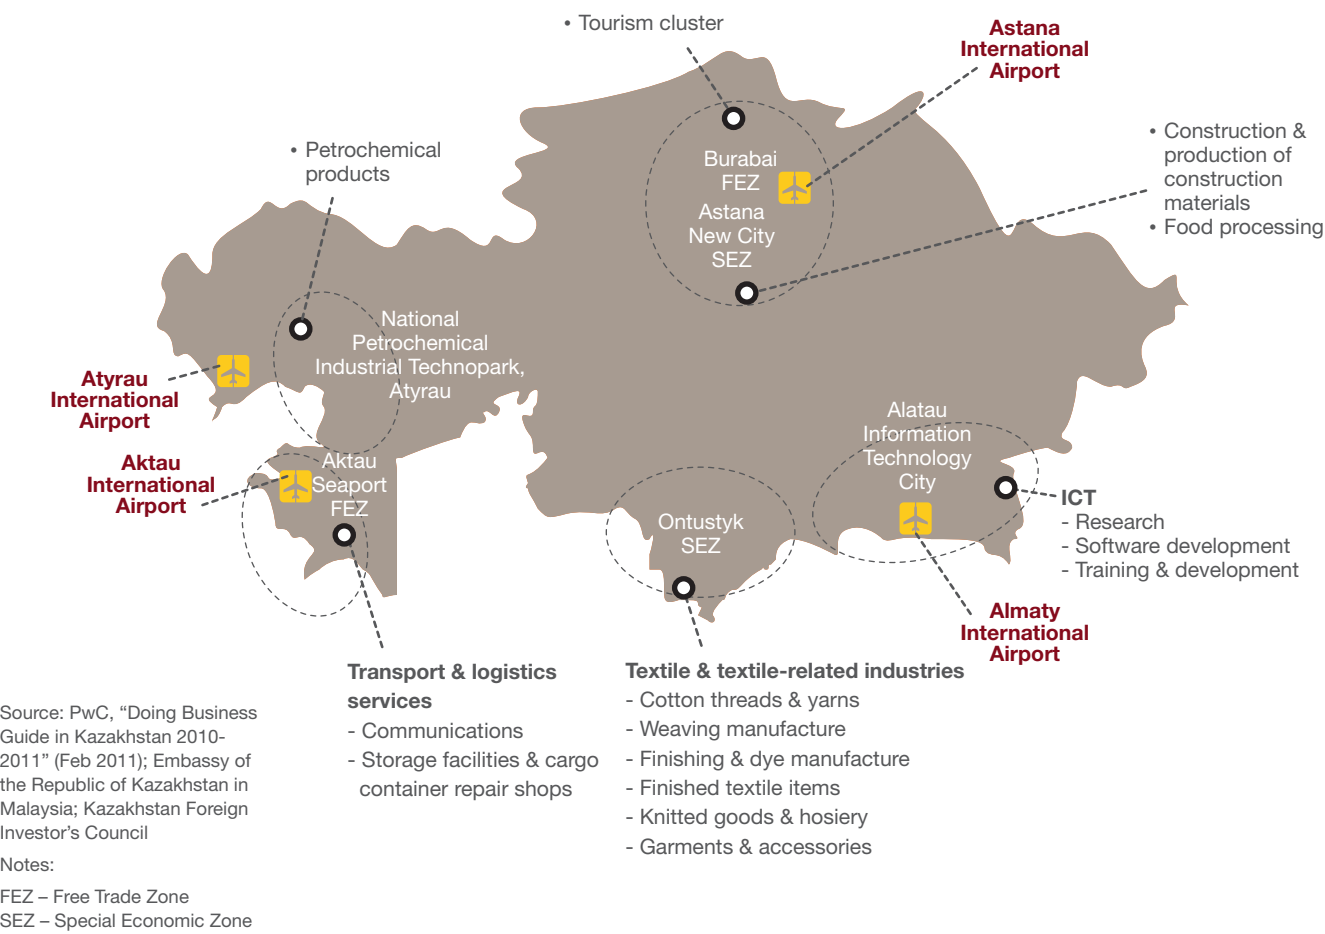 • Tourism cluster
Astana
International
Airport
• Construction &
production of
construction
materials
• Food processing
• Petrochemical
products
Burabai
FEZ
Astana
New City
SEZ
National
Petrochemical
Industrial Technopark,
Atyrau
Atyrau
International
Airport
Aktau
International
Airport
Aktau
Seaport
FEZ
Alatau
Information
Technology
City
Ontustyk
SEZ
ICT
- Research
- Software development
- Training & development
Almaty
International
Airport
Transport & logistics
services
- Communications
- Storage facilities & cargo
container repair shops
Textile & textile-related industries
- Cotton threads & yarns
- Weaving manufacture
- Finishing & dye manufacture
- Finished textile items
- Knitted goods & hosiery
- Garments & accessories
Source: PwC, “Doing Business
Guide in Kazakhstan 2010-
2011” (Feb 2011); Embassy of
the Republic of Kazakhstan in
Malaysia; Kazakhstan Foreign
Investor’s Council
Notes:
FEZ – Free Trade Zone
SEZ – Special Economic Zone